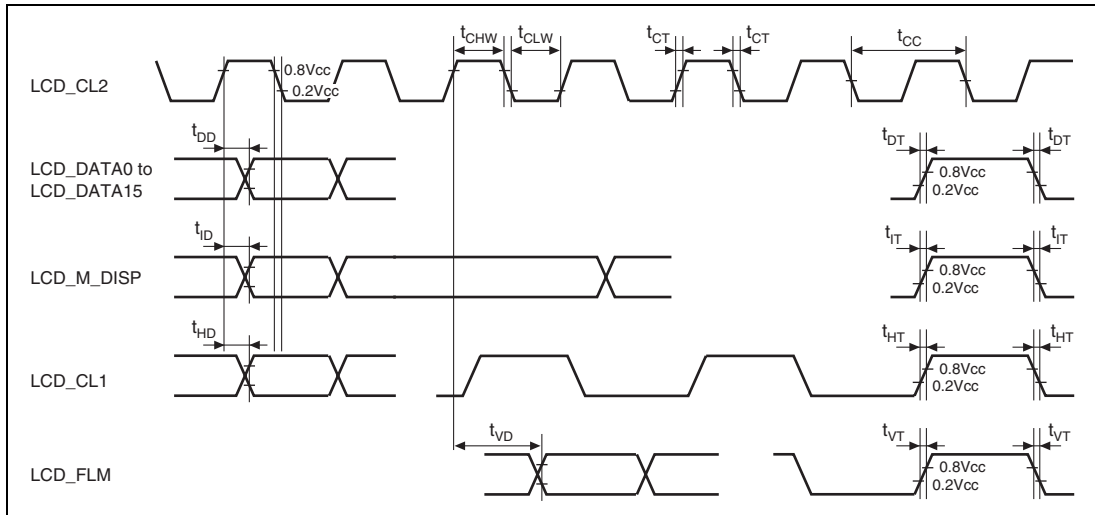 tCHW tCLW tCT tCT tCC
LCD_CL2
0.8Vcc
0.2Vcc
tDD tDT tDT
LCD_DATA0 to
LCD_DATA15
0.8Vcc
0.2Vcc
tID tIT tIT
LCD_M_DISP
0.8Vcc
0.2Vcc
tHD tHT tHT
LCD_CL1
0.8Vcc
0.2Vcc
tVD tVT tVT
LCD_FLM
0.8Vcc
0.2Vcc